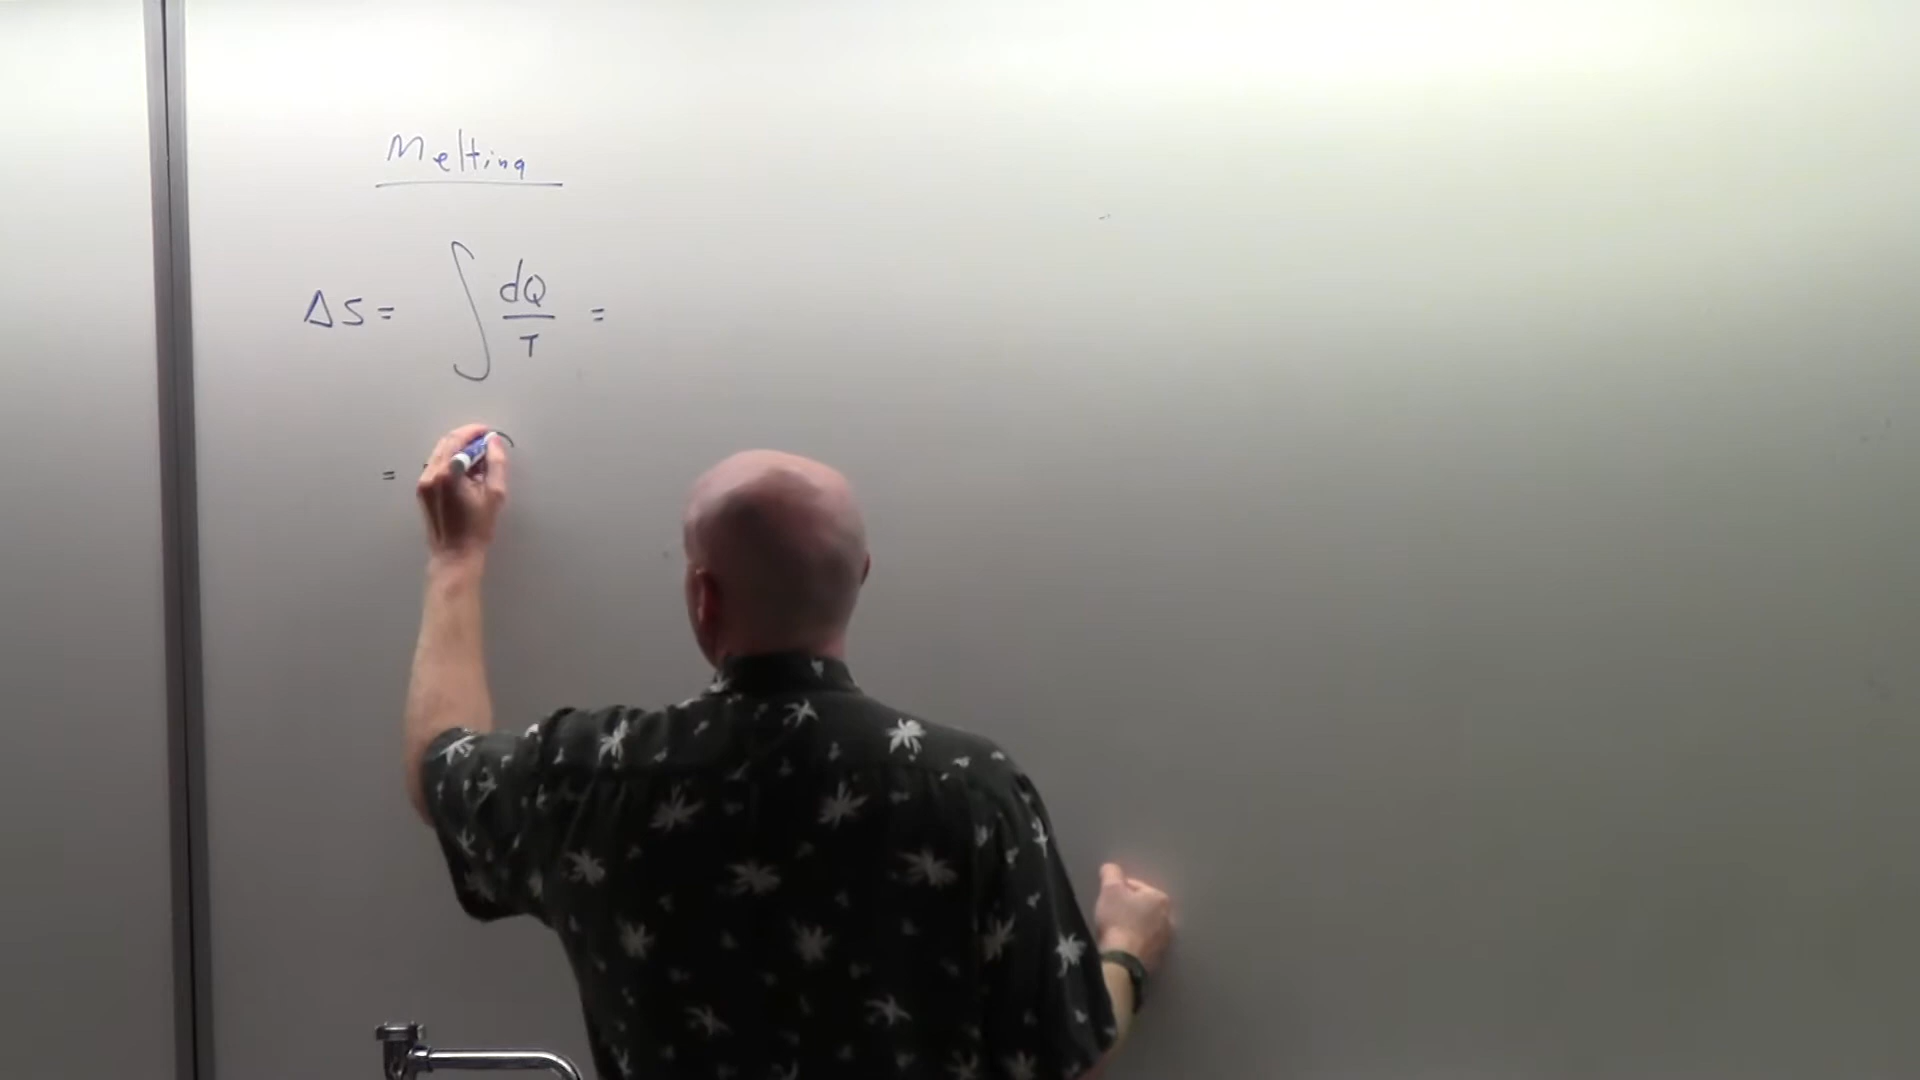 Melting
ΔS = ∫ dQ/T =
=